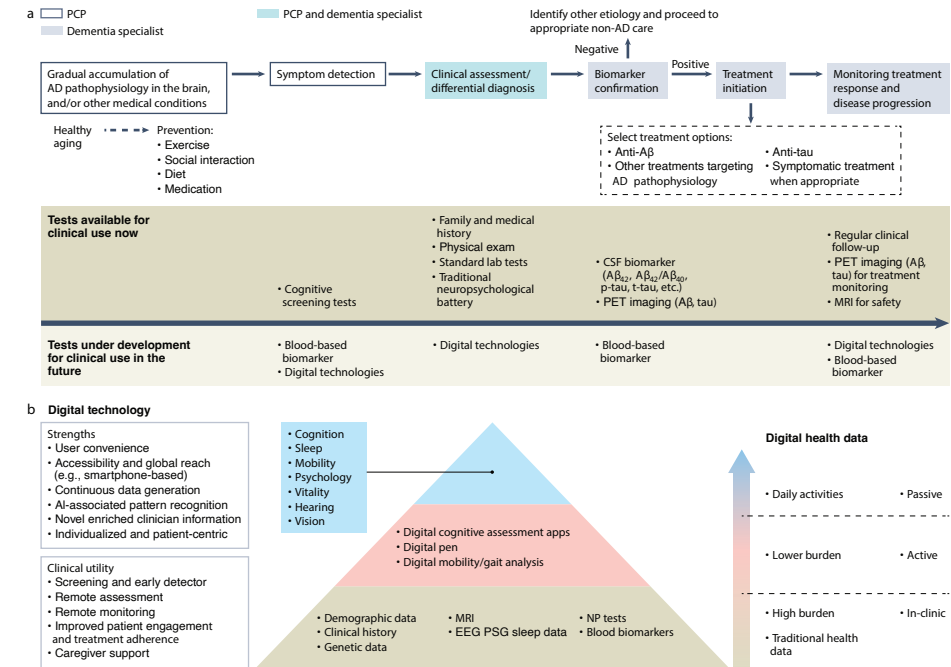 a
PCP
PCP and dementia specialist
Dementia specialist
Identify other etiology and proceed to
appropriate non-AD care
Negative
Positive
Gradual accumulation of
AD pathophysiology in the brain,
and/or other medical conditions
Symptom detection
Clinical assessment/
differential diagnosis
Biomarker
confirmation
Treatment
initiation
Monitoring treatment
response and
disease progression
Healthy
aging
Prevention:
• Exercise
• Social interaction
• Diet
• Medication
Select treatment options:
• Anti-Aβ
• Other treatments targeting
AD pathophysiology
• Anti-tau
• Symptomatic treatment
when appropriate
Tests available for
clinical use now
• Cognitive
screening tests
• Family and medical
history
• Physical exam
• Standard lab tests
• Traditional
neuropsychological
battery
• CSF biomarker
(Aβ42, Aβ42/Aβ40,
p-tau, t-tau, etc.)
• PET imaging (Aβ, tau)
• Regular clinical
follow-up
• PET imaging (Aβ,
tau) for treatment
monitoring
• MRI for safety
Tests under development
for clinical use in the
future
• Blood-based
biomarker
• Digital technologies
• Digital technologies
• Blood-based
biomarker
• Digital technologies
• Blood-based
biomarker
b Digital technology
Strengths
• User convenience
• Accessibility and global reach
(e.g., smartphone-based)
• Continuous data generation
• AI-associated pattern recognition
• Novel enriched clinician information
• Individualized and patient-centric
Clinical utility
• Screening and early detector
• Remote assessment
• Remote monitoring
• Improved patient engagement
and treatment adherence
• Caregiver support
• Cognition
• Sleep
• Mobility
• Psychology
• Vitality
• Hearing
• Vision
• Digital cognitive assessment apps
• Digital pen
• Digital mobility/gait analysis
• Demographic data
• Clinical history
• Genetic data
• MRI
• EEG PSG sleep data
• NP tests
• Blood biomarkers
Digital health data
• Daily activities
• Passive
• Lower burden
• Active
• High burden
• In-clinic
• Traditional health
data